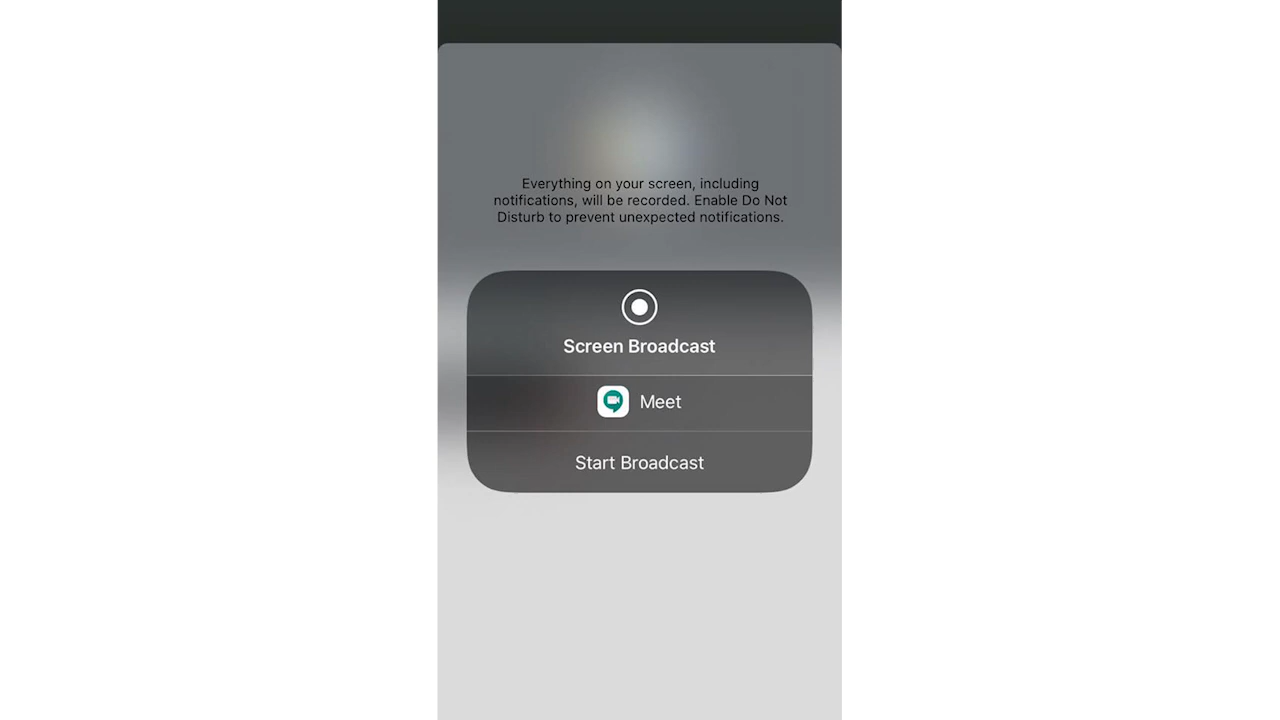 Everything on your screen, including
notifications, will be recorded. Enable Do Not
Disturb to prevent unexpected notifications.
Screen Broadcast
Meet
Start Broadcast